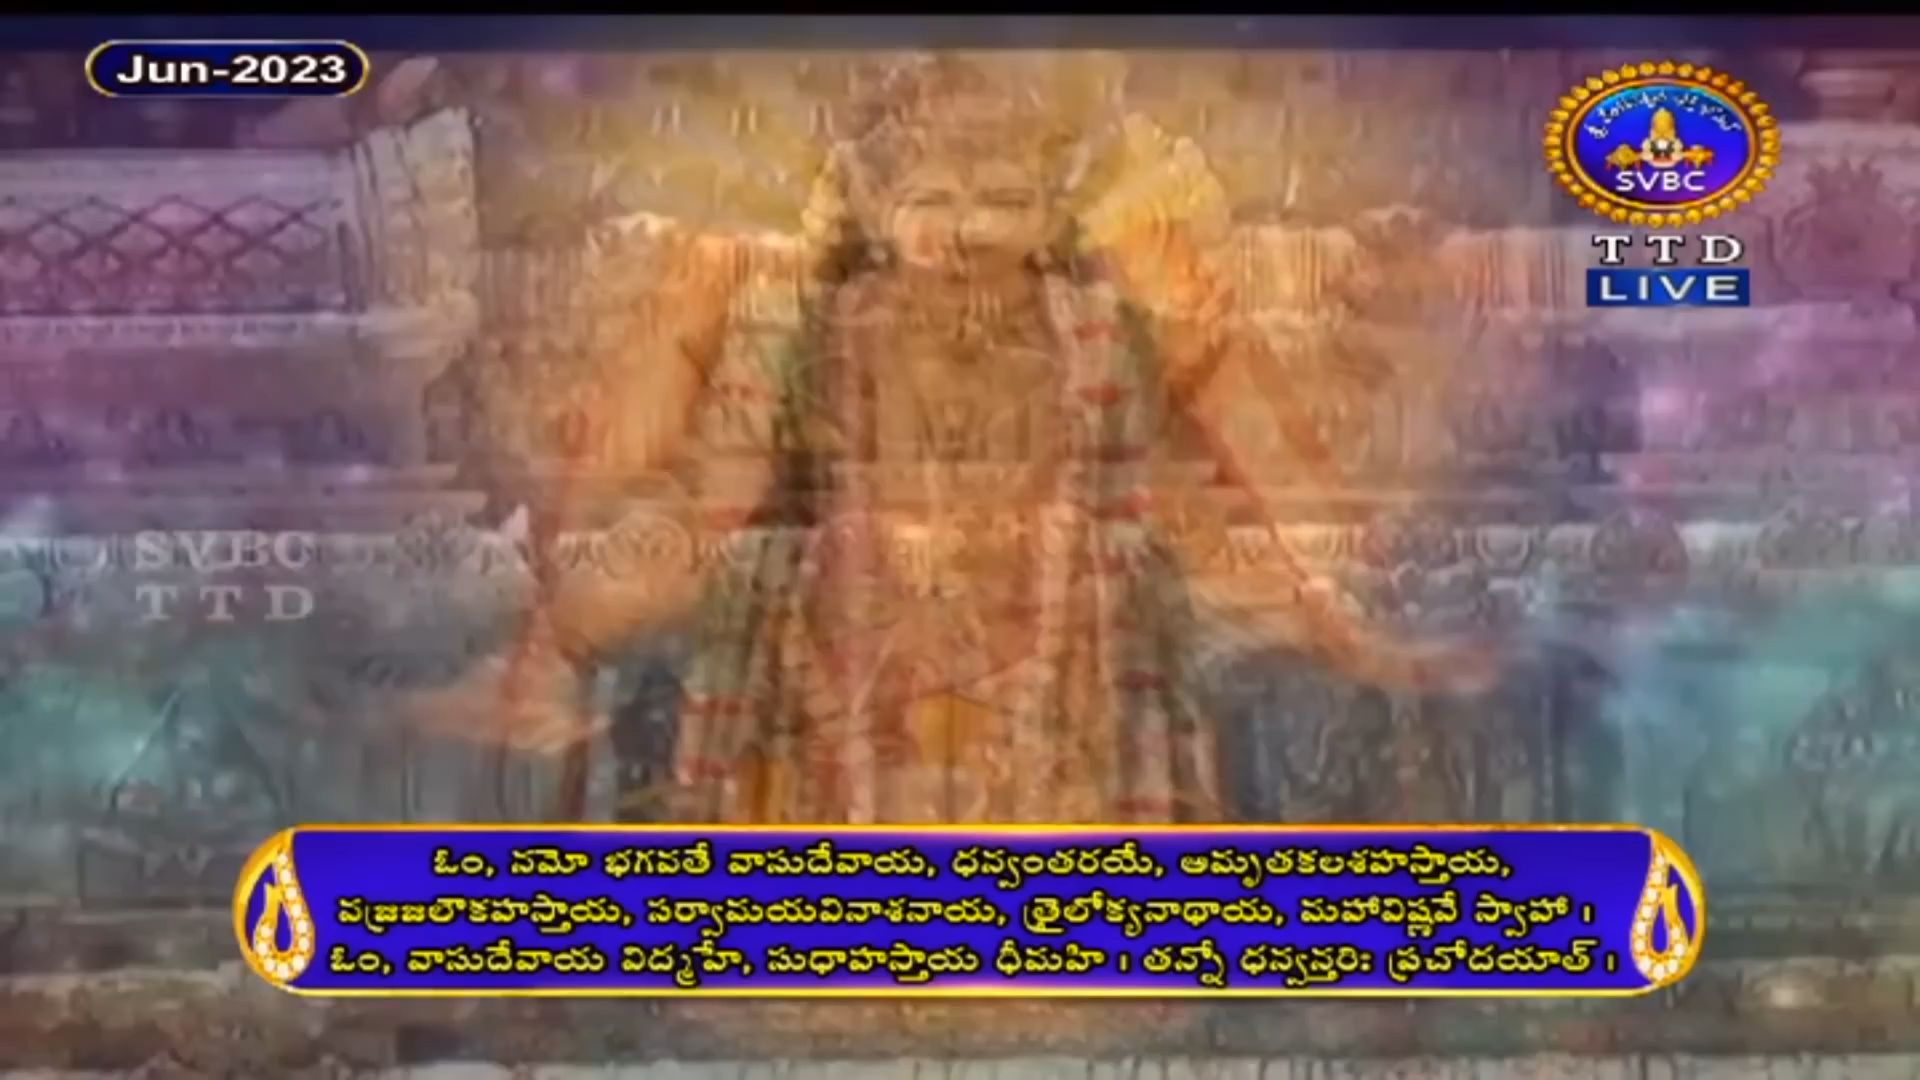 Jun-2023
SVBC
TTD
LIVE
SVBC
TTD
ఓం, నమో భగవతే వాసుదేవాయ, ధన్వంతరయే, ఆమృతకలశహస్తాయ,
వజ్రజలౌకహస్తాయ, సర్వామయవినాశనాయ, త్రైలోక్యనాథాయ, మహావిష్ణవే స్వాహా ।
ఓం, వాసుదేవాయ విద్మహే, సుధాహస్తాయ ధీమహి । తన్నో ధన్వన్తరిః ప్రచోదయాత్ ।